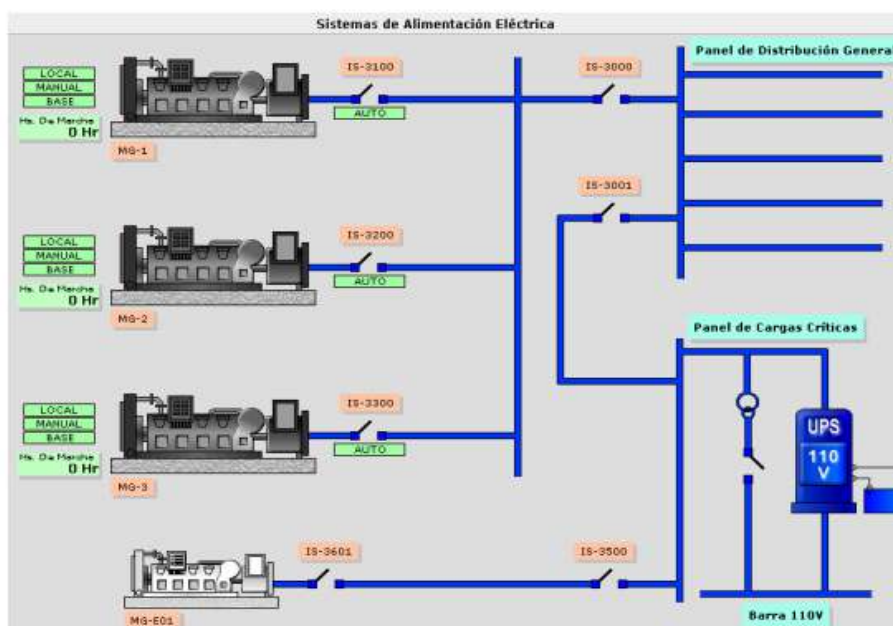 Sistemas de Alimentación Eléctrica
IS-3100
IS-3000
Panel de Distribución General
LOCAL
MANUAL
BASE
AUTO
Hs. De Marcha
0 Hr
MG-1
IS-3001
IS-3200
LOCAL
MANUAL
BASE
AUTO
Hs. De Marcha
0 Hr
MG-2
Panel de Cargas Críticas
IS-3300
LOCAL
MANUAL
BASE
UPS
AUTO
110
V
Hs. De Marcha
0 Hr
MG-3
IS-3601
IS-3500
MG-E01
Barra 110V